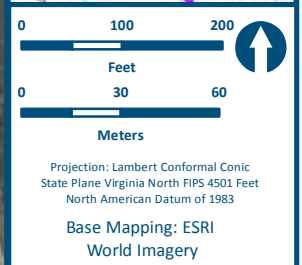 0 100 200
Feet
0 30 60
Meters
Projection: Lambert Conformal Conic
State Plane Virginia North FIPS 4501 Feet
North American Datum of 1983
Base Mapping: ESRI
World Imagery